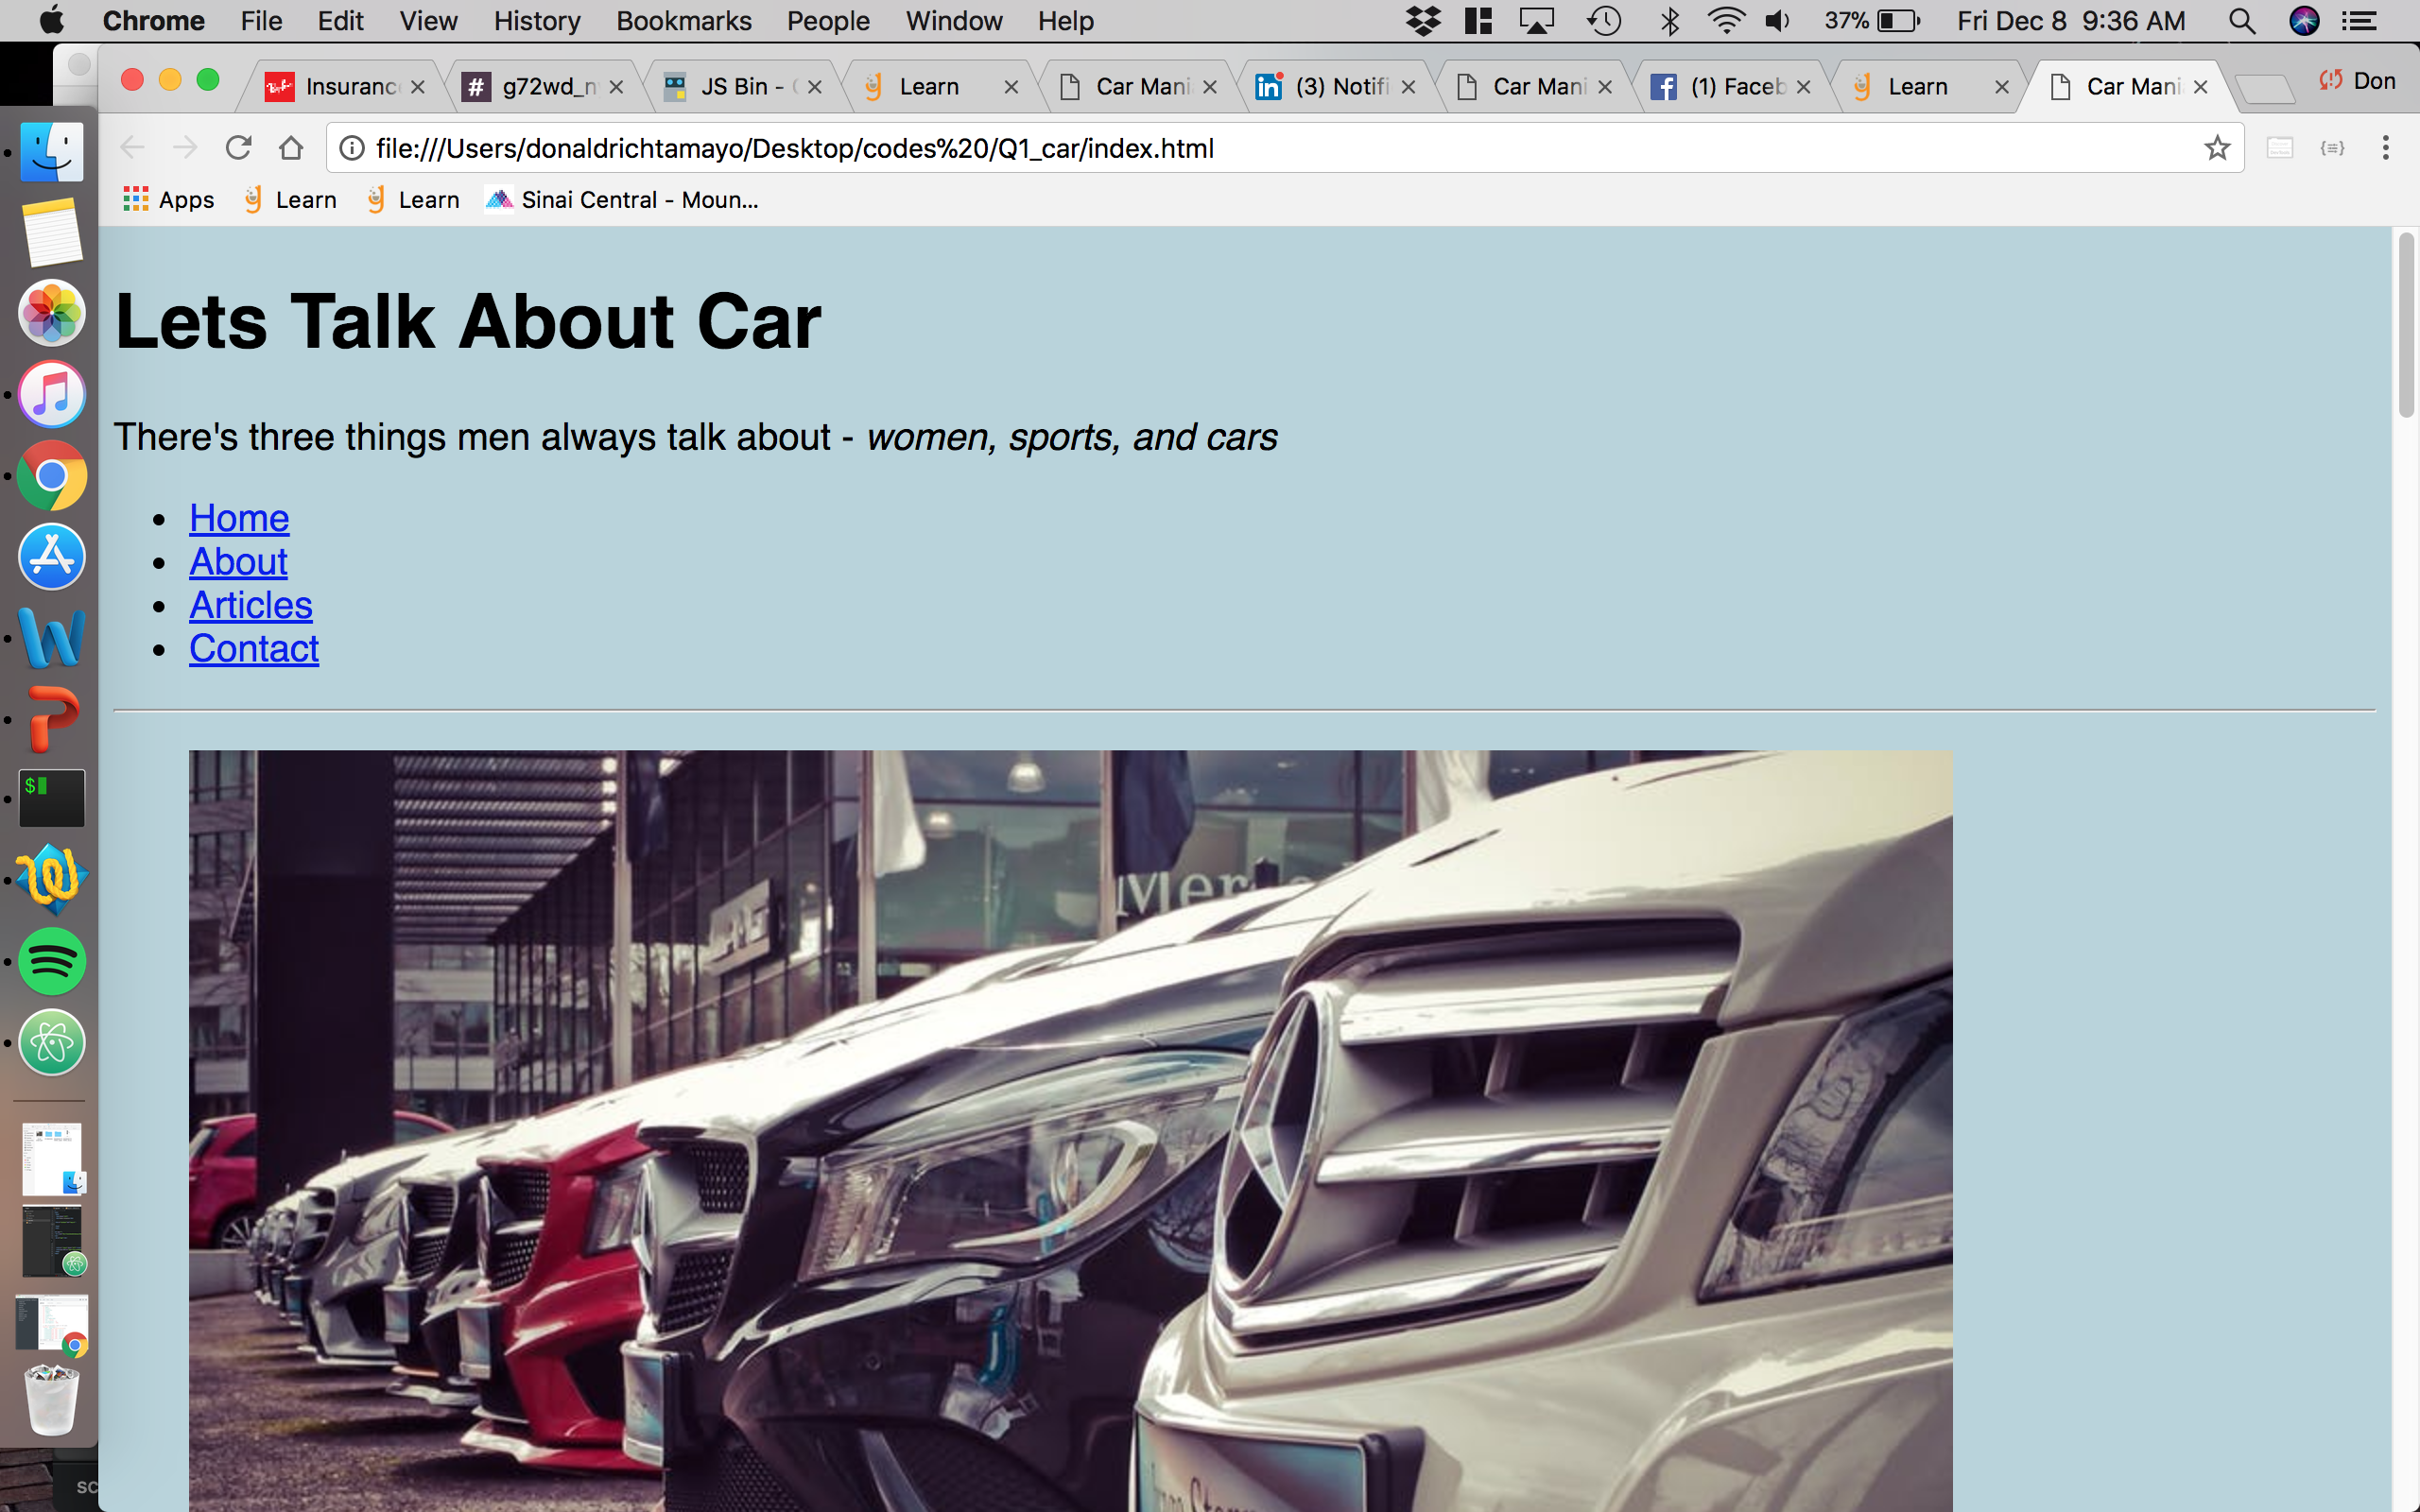 Chrome File Edit View History Bookmarks People Window Help 37% Fri Dec 8 9:36 AM
Insuranc g72wd_n JS Bin - Learn Car Mani (3) Notifi Car Mani (1) Faceb Learn Car Mani Don
file:///Users/donaldrichtamayo/Desktop/codes%20/Q1_car/index.html
Apps Learn Learn Sinai Central - Moun...
Lets Talk About Car
There's three things men always talk about - women, sports, and cars
• Home
• About
• Articles
• Contact
Merc